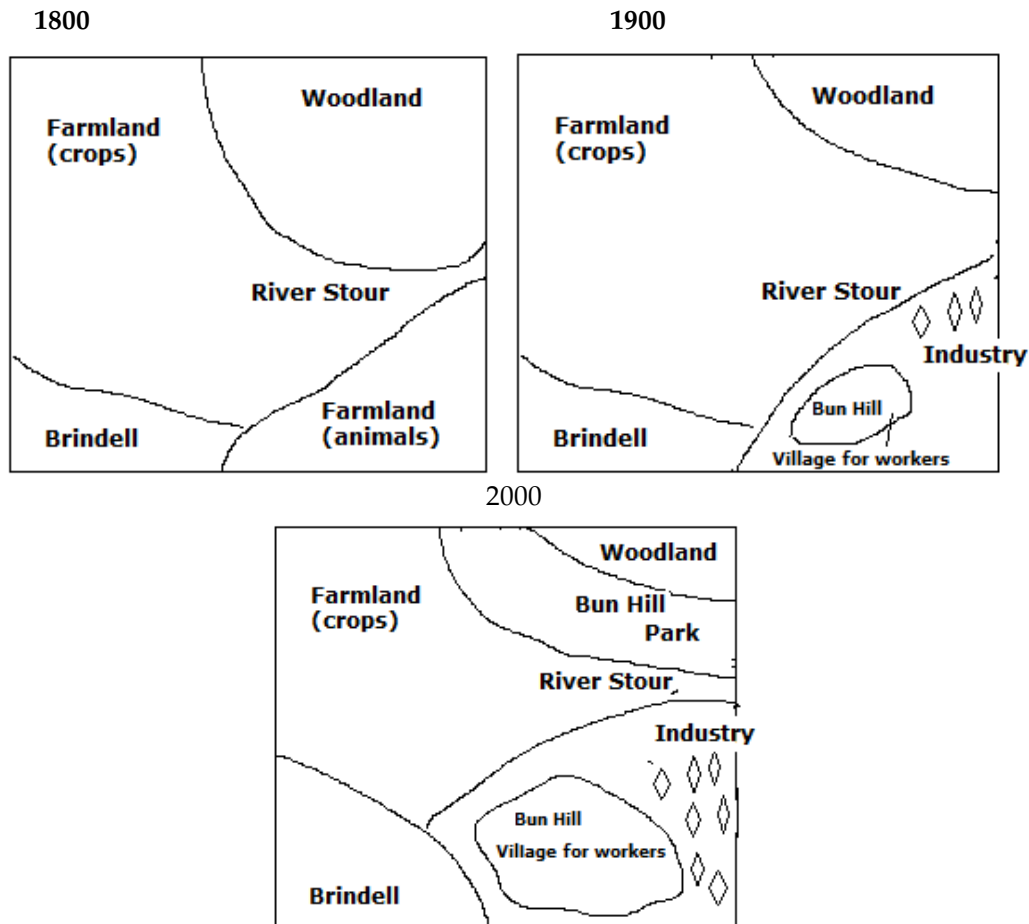 1800
Woodland
Farmland
(crops)
River Stour
Farmland
(animals)
Brindell
1900
Woodland
Farmland
(crops)
River Stour
Industry
Bun Hill
Brindell
Village for workers
2000
Woodland
Farmland
(crops)
Bun Hill
Park
River Stour
Industry
Bun Hill
Village for workers
Brindell